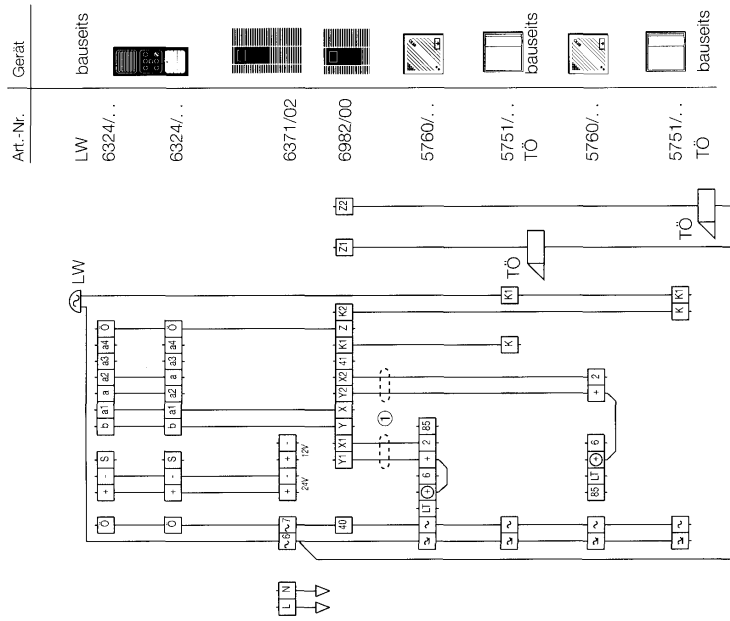 Art.-Nr. Gerät
LW bauseits
6324/. .
6324/. .
6371/02
6982/00
5760/. .
5751/. .
TÖ bauseits
5760/. .
5751/. .
TÖ bauseits
LW
Ö + - S b a1 a a2 a3 a4 Ö
Ö + - S b a1 a2 a a3 a4 Ö
L N ~6 ~7 + - + -
24V 12V
40 Y1 X1 Y X Y2 X2 41 K1 Z K2 Z1 Z2
①
~ ~ LT + 6 + 2 85
~ ~ K K1
TÖ
~ ~ 85 LT + 6 + 2
~ ~ K K1
TÖ